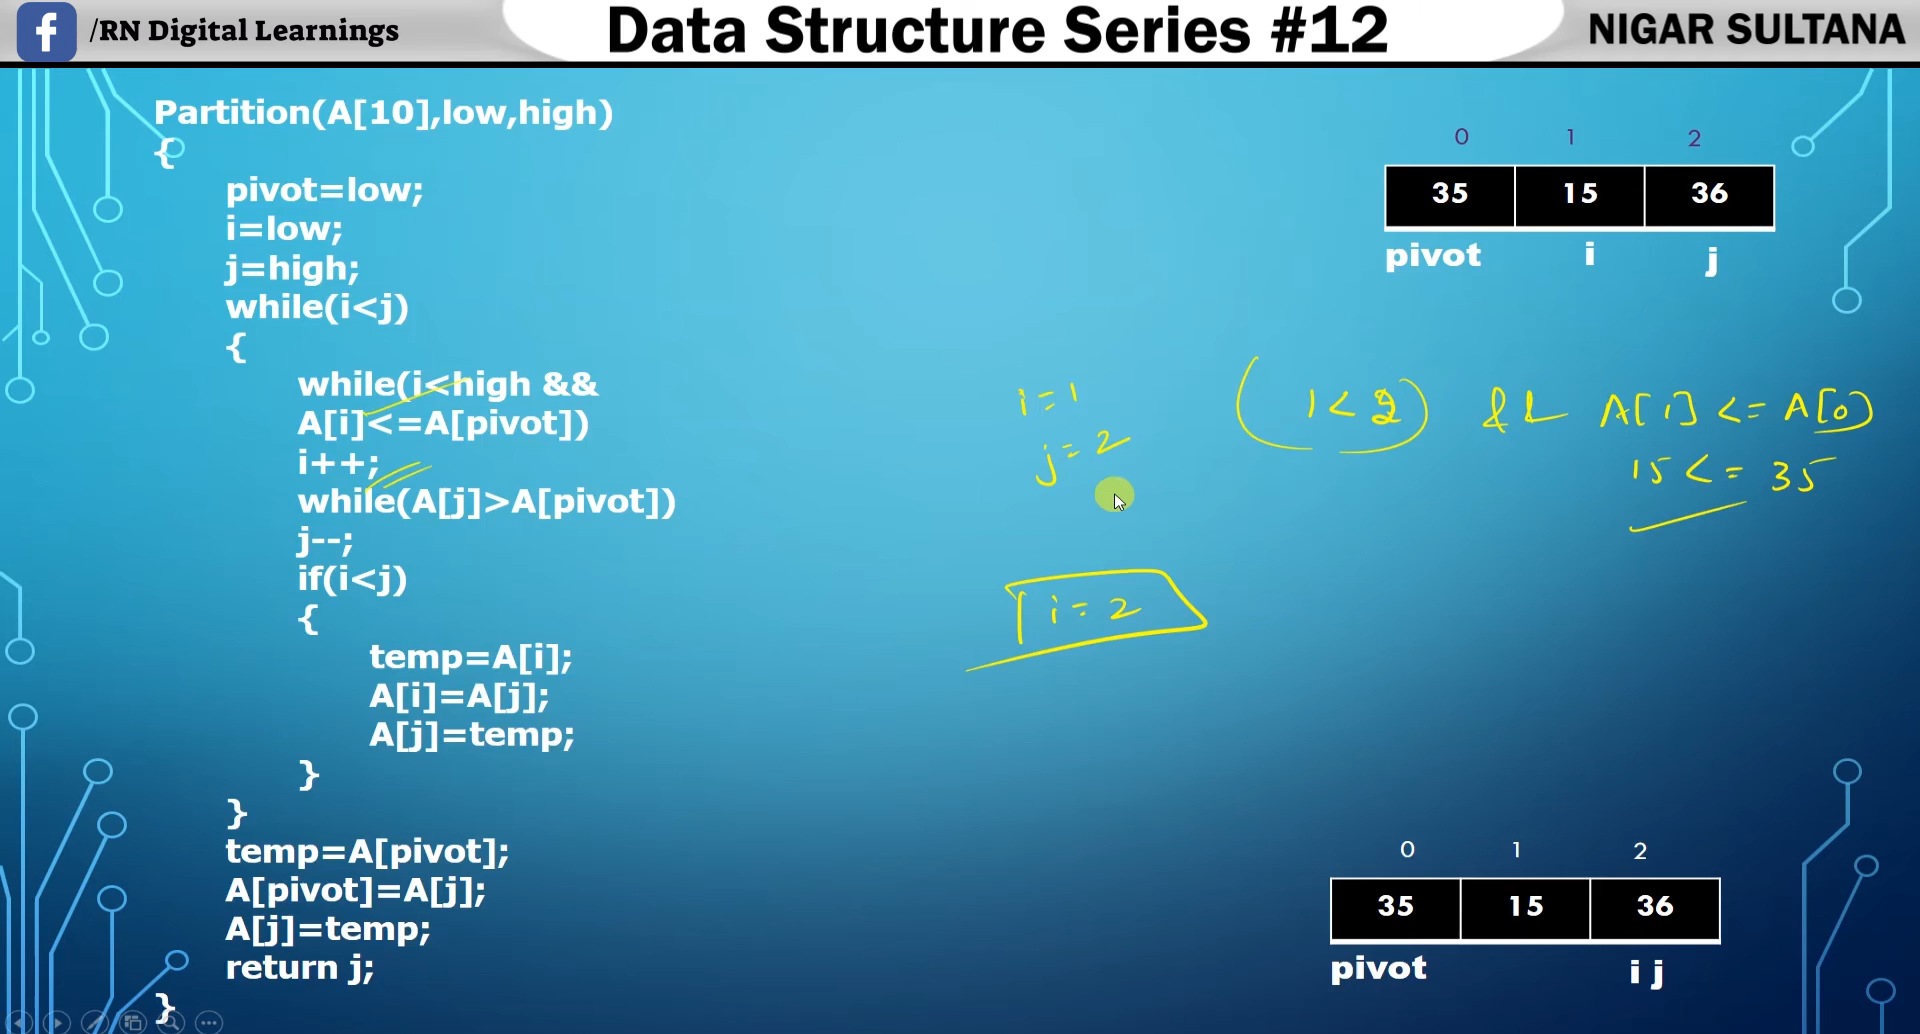 /RN Digital Learnings
Data Structure Series #12
NIGAR SULTANA
Partition(A[10],low,high)
{
pivot=low;
i=low;
j=high;
while(i<j)
{
while(i<high &&
A[i]<=A[pivot])
i++;
while(A[j]>A[pivot])
j--;
if(i<j)
{
temp=A[i];
A[i]=A[j];
A[j]=temp;
}
}
temp=A[pivot];
A[pivot]=A[j];
A[j]=temp;
return j;
}
0 1 2
35 15 36
pivot i j
i=1
j=2
(1<2) && A[1]<=A[0]
15<=35
i=2
0 1 2
35 15 36
pivot i j